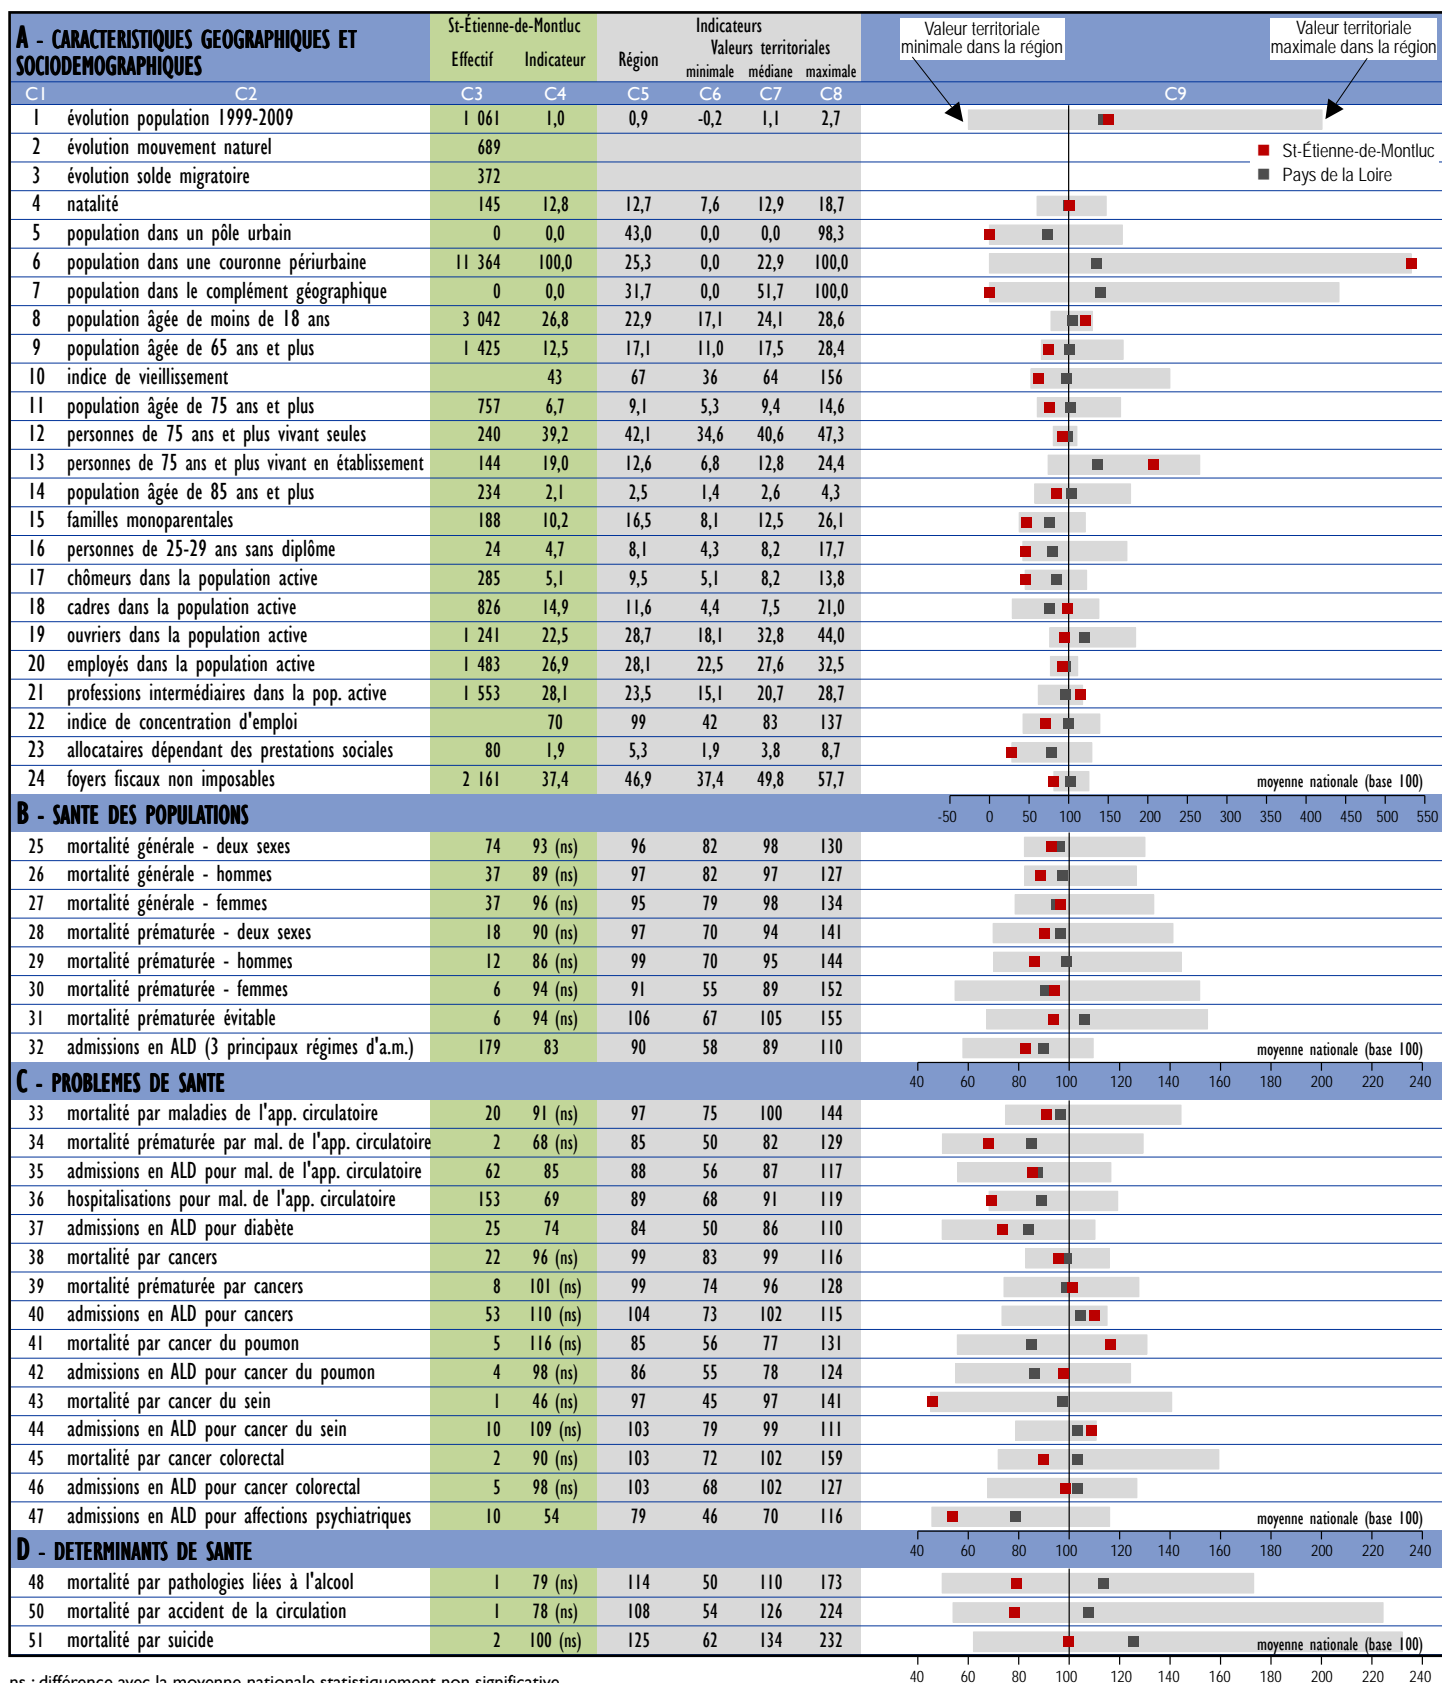 A - CARACTERISTIQUES GEOGRAPHIQUES ET SOCIODEMOGRAPHIQUES
St-Étienne-de-Montluc
Effectif Indicateur
Indicateurs
Région
Valeurs territoriales
minimale médiane maximale
Valeur territoriale minimale dans la région
Valeur territoriale maximale dans la région
C1 C2 C3 C4 C5 C6 C7 C8 C9
1 évolution population 1999-2009 1 061 1,0 0,9 -0,2 1,1 2,7
2 évolution mouvement naturel 689
St-Étienne-de-Montluc
3 évolution solde migratoire 372
Pays de la Loire
4 natalité 145 12,8 12,7 7,6 12,9 18,7
5 population dans un pôle urbain 0 0,0 43,0 0,0 0,0 98,3
6 population dans une couronne périurbaine 11 364 100,0 25,3 0,0 22,9 100,0
7 population dans le complément géographique 0 0,0 31,7 0,0 51,7 100,0
8 population âgée de moins de 18 ans 3 042 26,8 22,9 17,1 24,1 28,6
9 population âgée de 65 ans et plus 1 425 12,5 17,1 11,0 17,5 28,4
10 indice de vieillissement 43 67 36 64 156
11 population âgée de 75 ans et plus 757 6,7 9,1 5,3 9,4 14,6
12 personnes de 75 ans et plus vivant seules 240 39,2 42,1 34,6 40,6 47,3
13 personnes de 75 ans et plus vivant en établissement 144 19,0 12,6 6,8 12,8 24,4
14 population âgée de 85 ans et plus 234 2,1 2,5 1,4 2,6 4,3
15 familles monoparentales 188 10,2 16,5 8,1 12,5 26,1
16 personnes de 25-29 ans sans diplôme 24 4,7 8,1 4,3 8,2 17,7
17 chômeurs dans la population active 285 5,1 9,5 5,1 8,2 13,8
18 cadres dans la population active 826 14,9 11,6 4,4 7,5 21,0
19 ouvriers dans la population active 1 241 22,5 28,7 18,1 32,8 44,0
20 employés dans la population active 1 483 26,9 28,1 22,5 27,6 32,5
21 professions intermédiaires dans la pop. active 1 553 28,1 23,5 15,1 20,7 28,7
22 indice de concentration d'emploi 70 99 42 83 137
23 allocataires dépendant des prestations sociales 80 1,9 5,3 1,9 3,8 8,7
24 foyers fiscaux non imposables 2 161 37,4 46,9 37,4 49,8 57,7 moyenne nationale (base 100)
B - SANTE DES POPULATIONS -50 0 50 100 150 200 250 300 350 400 450 500 550
25 mortalité générale - deux sexes 74 93 (ns) 96 82 98 130
26 mortalité générale - hommes 37 89 (ns) 97 82 97 127
27 mortalité générale - femmes 37 96 (ns) 95 79 98 134
28 mortalité prématurée - deux sexes 18 90 (ns) 97 70 94 141
29 mortalité prématurée - hommes 12 86 (ns) 99 70 95 144
30 mortalité prématurée - femmes 6 94 (ns) 91 55 89 152
31 mortalité prématurée évitable 6 94 (ns) 106 67 105 155
32 admissions en ALD (3 principaux régimes d'a.m.) 179 83 90 58 89 110 moyenne nationale (base 100)
C - PROBLEMES DE SANTE 40 60 80 100 120 140 160 180 200 220 240
33 mortalité par maladies de l'app. circulatoire 20 91 (ns) 97 75 100 144
34 mortalité prématurée par mal. de l'app. circulatoire 2 68 (ns) 85 50 82 129
35 admissions en ALD pour mal. de l'app. circulatoire 62 85 88 56 87 117
36 hospitalisations pour mal. de l'app. circulatoire 153 69 89 68 91 119
37 admissions en ALD pour diabète 25 74 84 50 86 110
38 mortalité par cancers 22 96 (ns) 99 83 99 116
39 mortalité prématurée par cancers 8 101 (ns) 99 74 96 128
40 admissions en ALD pour cancers 53 110 (ns) 104 73 102 115
41 mortalité par cancer du poumon 5 116 (ns) 85 56 77 131
42 admissions en ALD pour cancer du poumon 4 98 (ns) 86 55 78 124
43 mortalité par cancer du sein 1 46 (ns) 97 45 97 141
44 admissions en ALD pour cancer du sein 10 109 (ns) 103 79 99 111
45 mortalité par cancer colorectal 2 90 (ns) 103 72 102 159
46 admissions en ALD pour cancer colorectal 5 98 (ns) 103 68 102 127
47 admissions en ALD pour affections psychiatriques 10 54 79 46 70 116 moyenne nationale (base 100)
D - DETERMINANTS DE SANTE 40 60 80 100 120 140 160 180 200 220 240
48 mortalité par pathologies liées à l'alcool 1 79 (ns) 114 50 110 173
50 mortalité par accident de la circulation 1 78 (ns) 108 54 126 224
51 mortalité par suicide 2 100 (ns) 125 62 134 232 moyenne nationale (base 100)
40 60 80 100 120 140 160 180 200 220 240
ns : différence avec la moyenne nationale statistiquement non significative